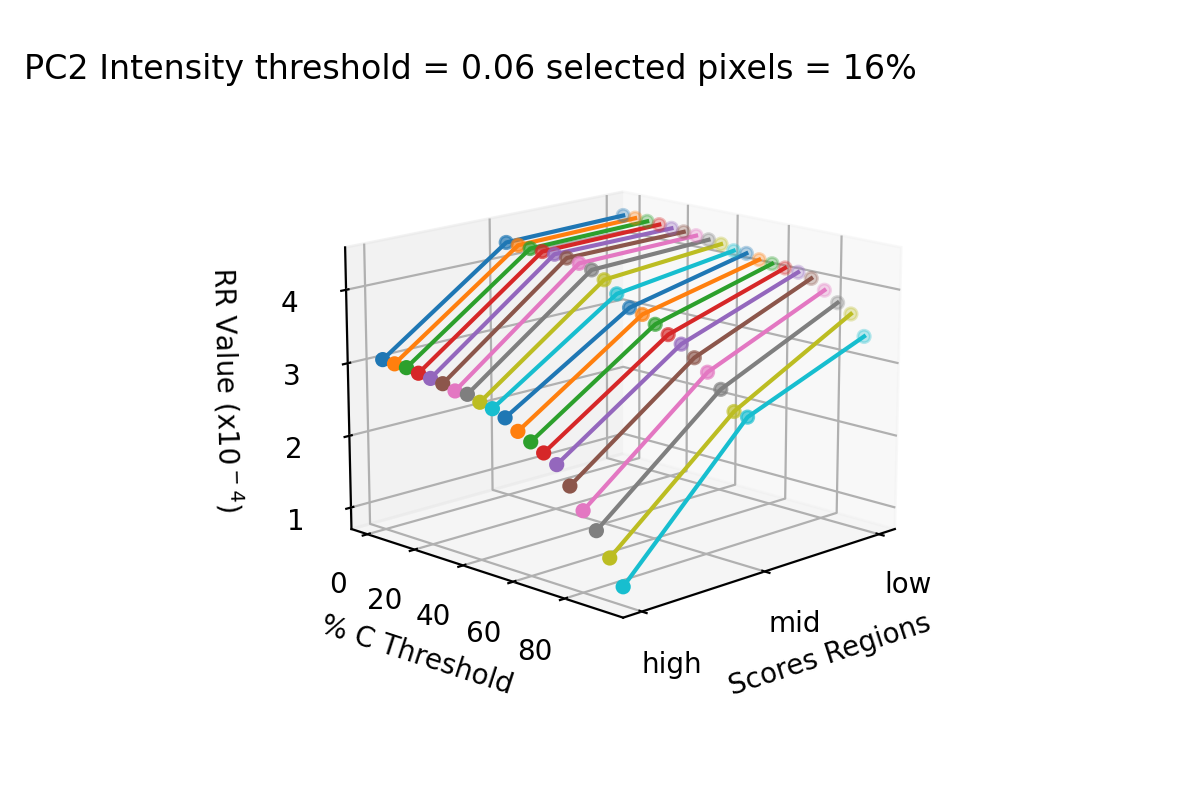 PC2 Intensity threshold = 0.06 selected pixels = 16%
RR Value (x10⁻⁴)
4
3
2
1
0
20
40
60
80
% C Threshold
high
mid
low
Scores Regions